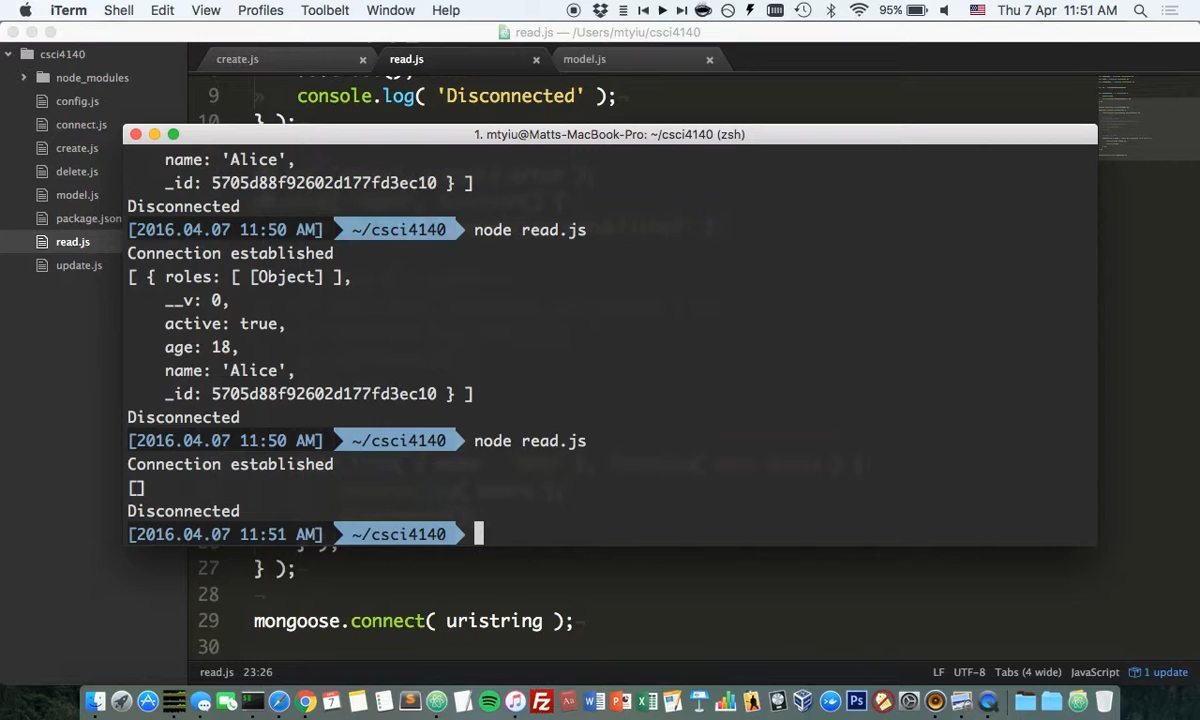 iTerm Shell Edit View Profiles Toolbelt Window Help 95% Thu 7 Apr 11:51 AM
read.js — /Users/mtyiu/csci4140
csci4140
node_modules
config.js
connect.js
create.js
delete.js
model.js
package.json
read.js
update.js
create.js × read.js × model.js ×
9 console.log( 'Disconnected' );
10 } );
1. mtyiu@Matts-MacBook-Pro: ~/csci4140 (zsh)
name: 'Alice',
_id: 5705d88f92602d177fd3ec10 } ]
Disconnected
[2016.04.07 11:50 AM] ~/csci4140 node read.js
Connection established
[ { roles: [ [Object] ],
__v: 0,
active: true,
age: 18,
name: 'Alice',
_id: 5705d88f92602d177fd3ec10 } ]
Disconnected
[2016.04.07 11:50 AM] ~/csci4140 node read.js
Connection established
[]
Disconnected
[2016.04.07 11:51 AM] ~/csci4140
27 } );
28
29 mongoose.connect( uristring );
30
read.js 23:26 LF UTF-8 Tabs (4 wide) JavaScript 1 update